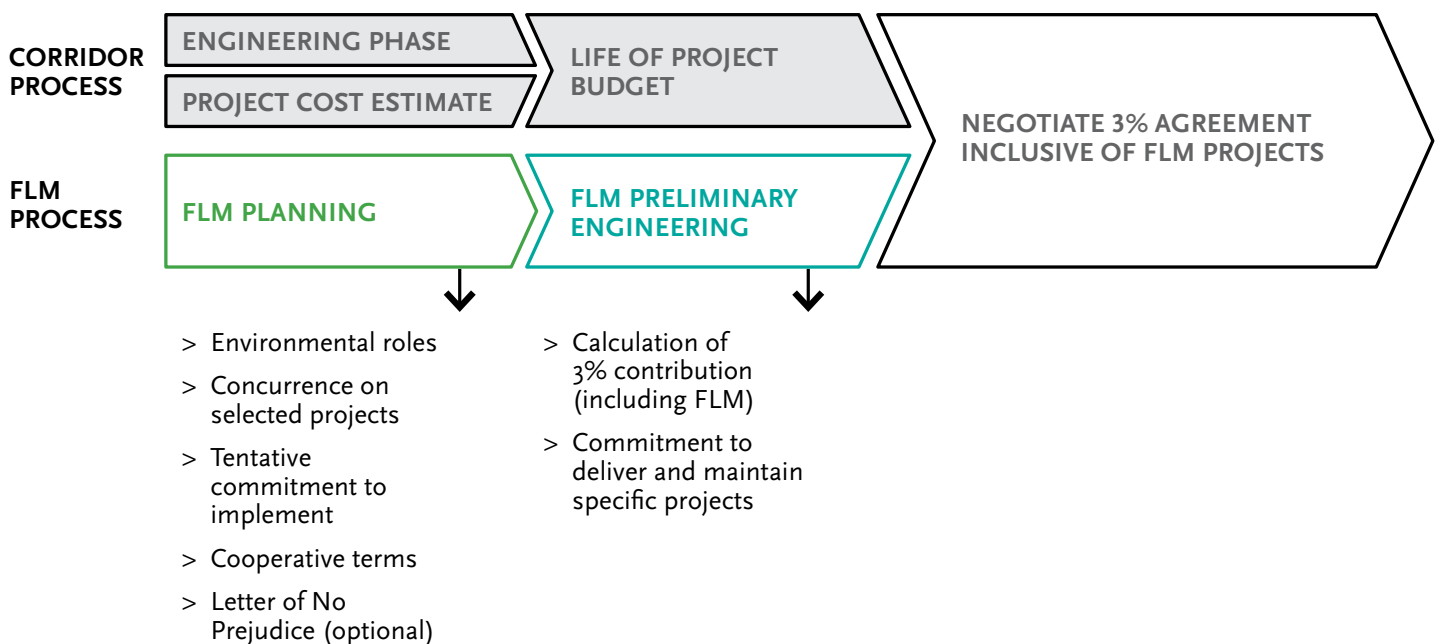 CORRIDOR
PROCESS
ENGINEERING PHASE
PROJECT COST ESTIMATE
LIFE OF PROJECT
BUDGET
NEGOTIATE 3% AGREEMENT
INCLUSIVE OF FLM PROJECTS
FLM
PROCESS
FLM PLANNING
FLM PRELIMINARY
ENGINEERING
> Environmental roles
> Concurrence on
selected projects
> Tentative
commitment to
implement
> Cooperative terms
> Letter of No
Prejudice (optional)
> Calculation of
3% contribution
(including FLM)
> Commitment to
deliver and maintain
specific projects